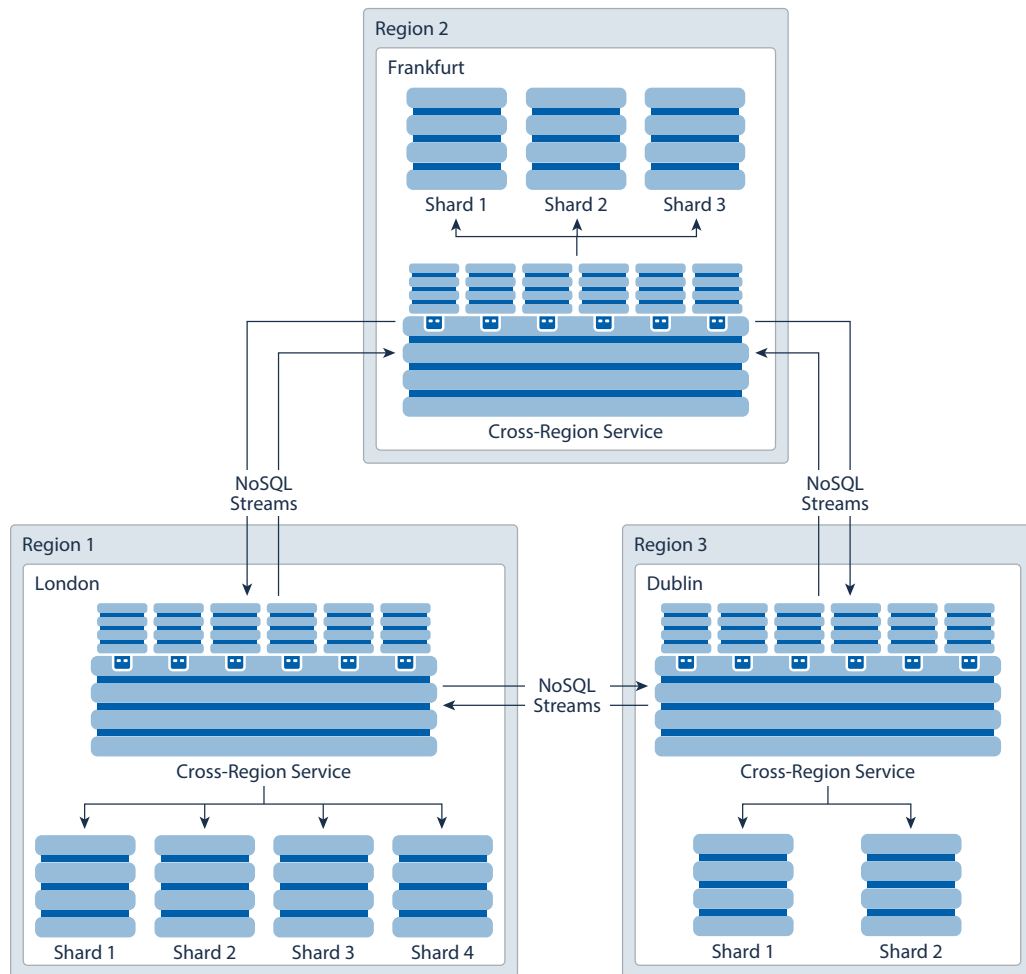 Region 2
Frankfurt
Shard 1
Shard 2
Shard 3
Cross-Region Service
NoSQL
Streams
NoSQL
Streams
Region 1
London
Cross-Region Service
Shard 1
Shard 2
Shard 3
Shard 4
NoSQL
Streams
Region 3
Dublin
Cross-Region Service
Shard 1
Shard 2